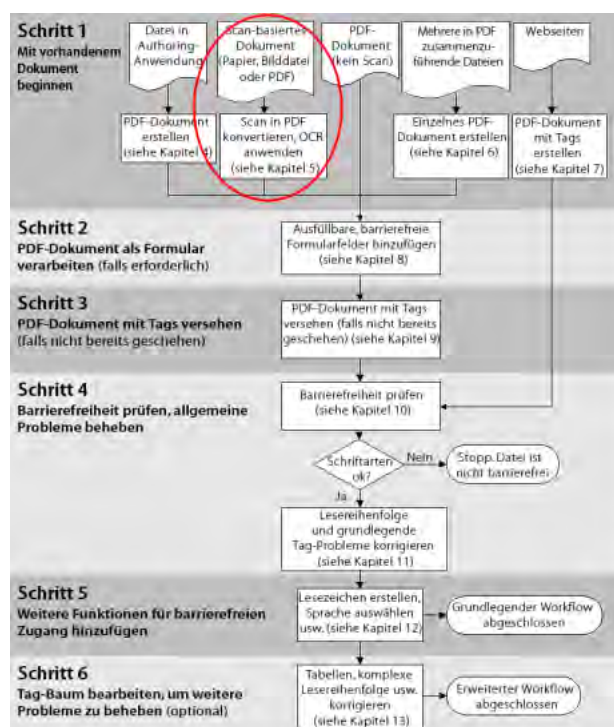 Schritt 1
Mit vorhandenem
Dokument
beginnen
Datei in
Authoring-
Anwendung
Scan-basiertes
Dokument
(Papier, Bilddatei
oder PDF)
PDF-
Dokument
(kein Scan)
Mehrere in PDF
zusammenzu-
führende Dateien
Webseiten
PDF-Dokument
erstellen
(siehe Kapitel 4)
Scan in PDF
konvertieren, OCR
anwenden
(siehe Kapitel 5)
Einzelnes PDF-
Dokument erstellen
(siehe Kapitel 6)
PDF-Dokument
mit Tags
erstellen
(siehe Kapitel 7)
Schritt 2
PDF-Dokument als Formular
verarbeiten (falls erforderlich)
Ausfüllbare, barrierefreie
Formularfelder hinzufügen
(siehe Kapitel 8)
Schritt 3
PDF-Dokument mit Tags versehen
(falls nicht bereits geschehen)
PDF-Dokument mit Tags
versehen (falls nicht bereits
geschehen) (siehe Kapitel 9)
Schritt 4
Barrierefreiheit prüfen, allgemeine
Probleme beheben
Barrierefreiheit prüfen
(siehe Kapitel 10)
Schriftarten
ok?
Nein
Stopp. Datei ist
nicht barrierefrei
Ja
Lesereihenfolge
und grundlegende
Tag-Probleme korrigieren
(siehe Kapitel 11)
Schritt 5
Weitere Funktionen für barrierefreien
Zugang hinzufügen
Lesezeichen erstellen,
Sprache auswählen
usw. (siehe Kapitel 12)
Grundlegender Workflow
abgeschlossen
Schritt 6
Tag-Baum bearbeiten, um weitere
Probleme zu beheben (optional)
Tabellen, komplexe
Lesereihenfolge usw.
korrigieren
(siehe Kapitel 13)
Erweiterter Workflow
abgeschlossen